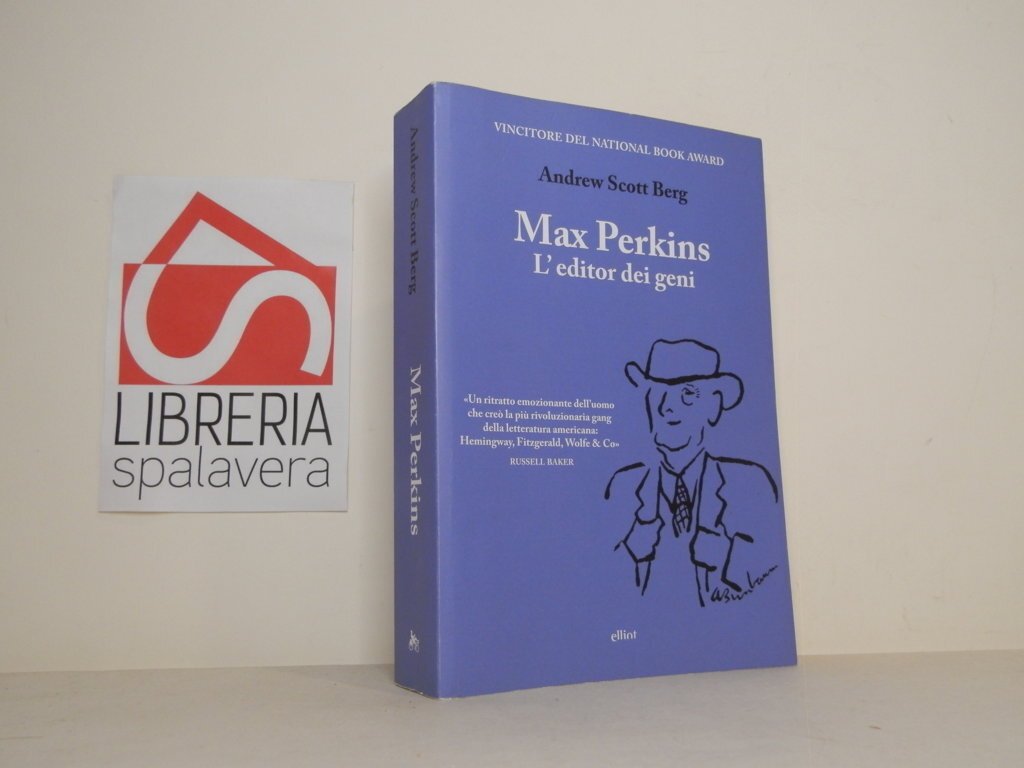 LIBRERIA
spalavera
Andrew Scott Berg
Max Perkins
VINCITORE DEL NATIONAL BOOK AWARD
Andrew Scott Berg
Max Perkins
L' editor dei geni
«Un ritratto emozionante dell'uomo
che creò la più rivoluzionaria gang
della letteratura americana:
Hemingway, Fitzgerald, Wolfe & Co»
RUSSELL BAKER
elliot